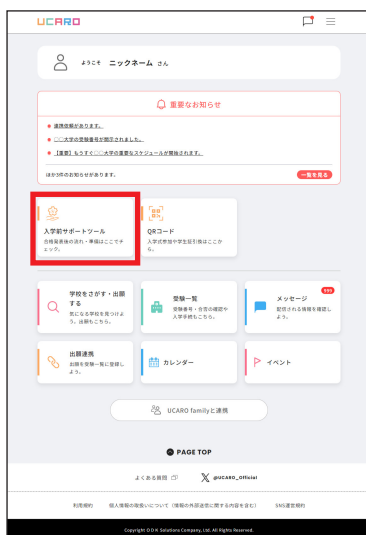 UCARO
ようこそ ニックネーム さん
重要なお知らせ
連携依頼があります。
□□大学の受験番号が開示されました。
【重要】もうすぐ□□大学の重要なスケジュールが開始されます。
ほか3件のお知らせがあります。
一覧を見る
入学前サポートツール
合格発表後の流れ・準備はここでチ
ェック。
QRコード
入学式参加や学生証引換はここか
ら。
学校をさがす・出願
する
気になる学校を見つけよ
う。出願もこちら。
受験一覧
受験番号・合否の確認や
入学手続もこちら。
999
メッセージ
配信される情報を確認し
よう。
出願連携
出願を受験一覧に登録し
よう。
カレンダー
イベント
UCARO familyと連携
PAGE TOP
よくある質問
@UCARO_Official
利用規約
個人情報の取扱いについて（情報の外部送信に関する内容を含む）
SNS運営規約
Copyright O D K Solutions Company, Ltd. All Rights Reserved.